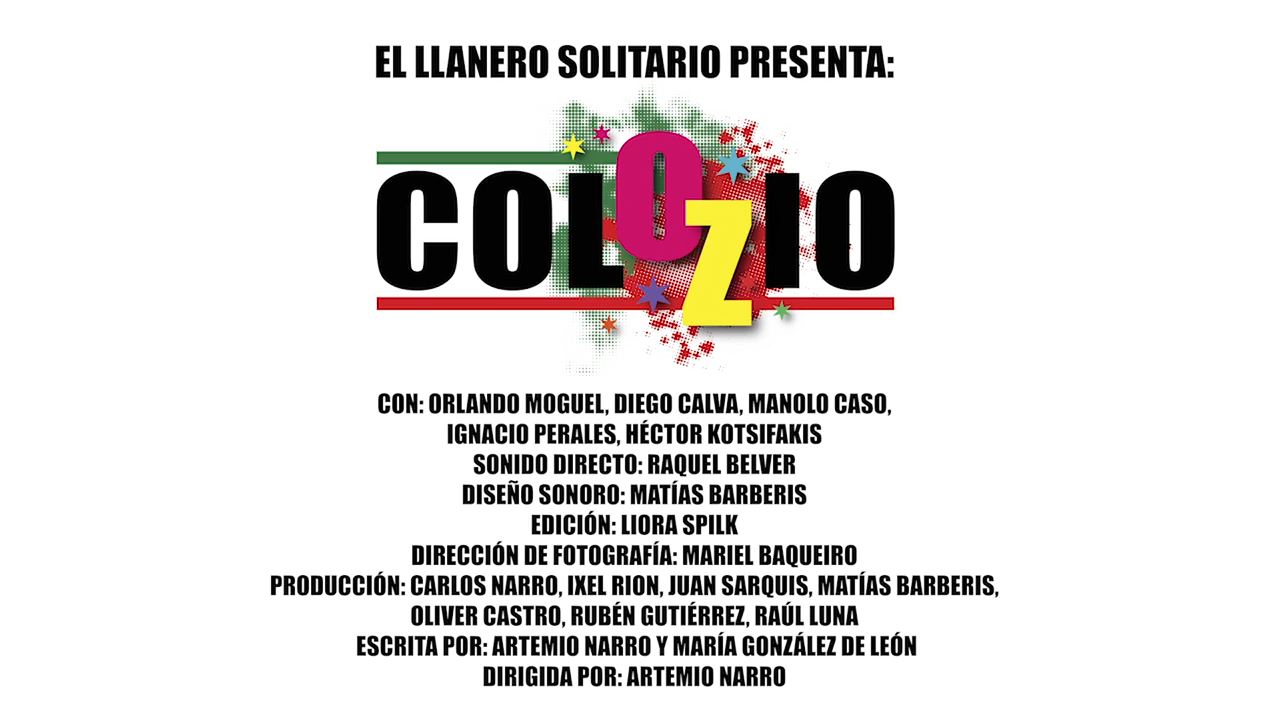 EL LLANERO SOLITARIO PRESENTA:
COLOZIO
CON: ORLANDO MOGUEL, DIEGO CALVA, MANOLO CASO,
IGNACIO PERALES, HÉCTOR KOTSIFAKIS
SONIDO DIRECTO: RAQUEL BELVER
DISEÑO SONORO: MATÍAS BARBERIS
EDICIÓN: LIORA SPILK
DIRECCIÓN DE FOTOGRAFÍA: MARIEL BAQUEIRO
PRODUCCIÓN: CARLOS NARRO, IXEL RION, JUAN SARQUIS, MATÍAS BARBERIS,
OLIVER CASTRO, RUBÉN GUTIÉRREZ, RAÚL LUNA
ESCRITA POR: ARTEMIO NARRO Y MARÍA GONZÁLEZ DE LEÓN
DIRIGIDA POR: ARTEMIO NARRO